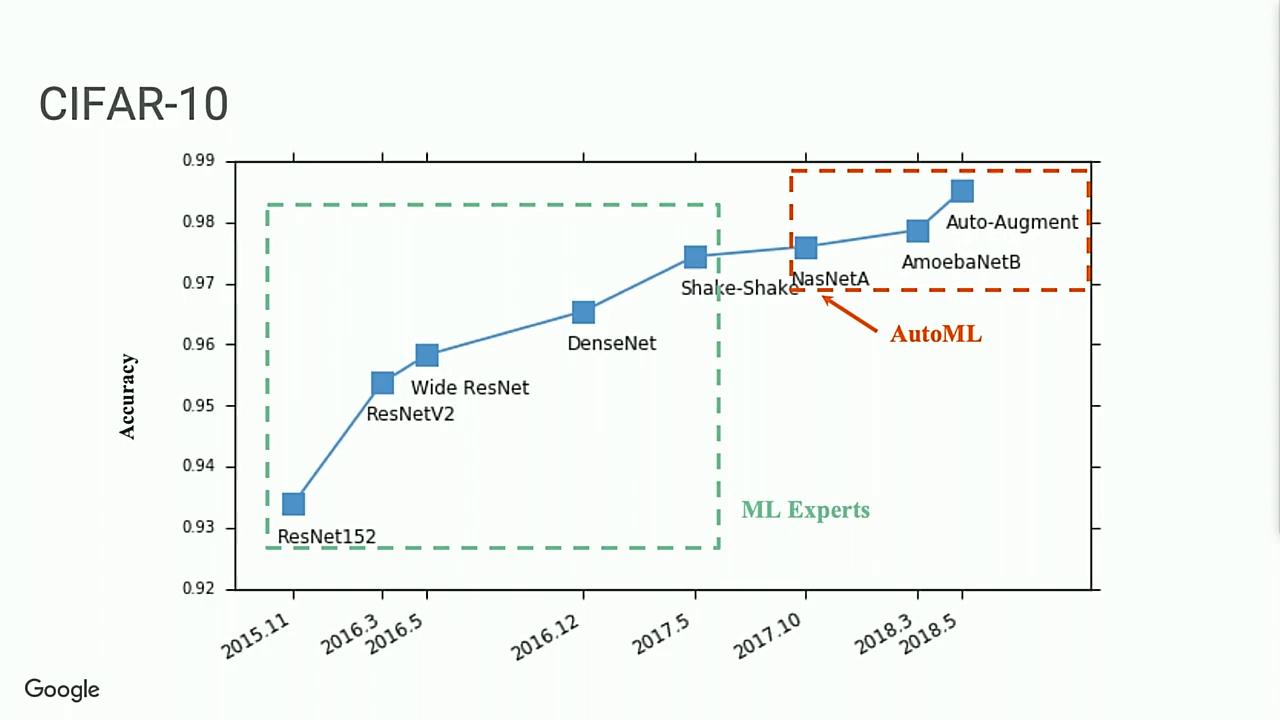 CIFAR-10
0.99
0.98
0.97
0.96
0.95
0.94
0.93
0.92
Accuracy
Auto-Augment
AmoebaNetB
NasNetA
Shake-Shake
AutoML
DenseNet
Wide ResNet
ResNetV2
ML Experts
ResNet152
2015.11
2016.3
2016.5
2016.12
2017.5
2017.10
2018.3
2018.5
Google